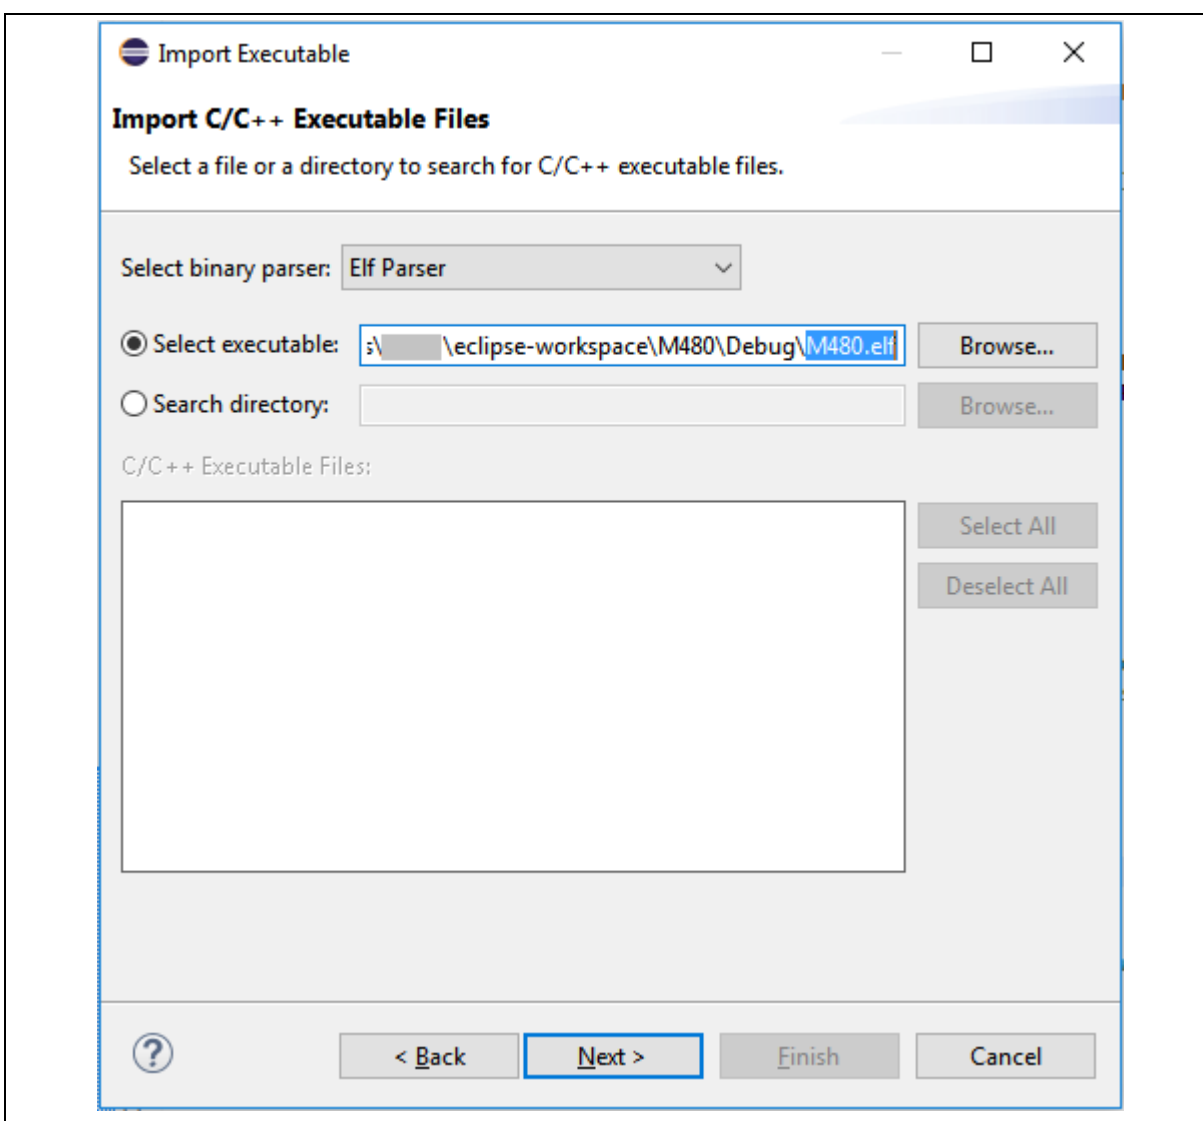 Import Executable
Import C/C++ Executable Files
Select a file or a directory to search for C/C++ executable files.
Select binary parser: Elf Parser
Select executable: s\ \eclipse-workspace\M480\Debug\M480.elf Browse...
Search directory: Browse...
C/C++ Executable Files:
Select All
Deselect All
? < Back Next > Finish Cancel